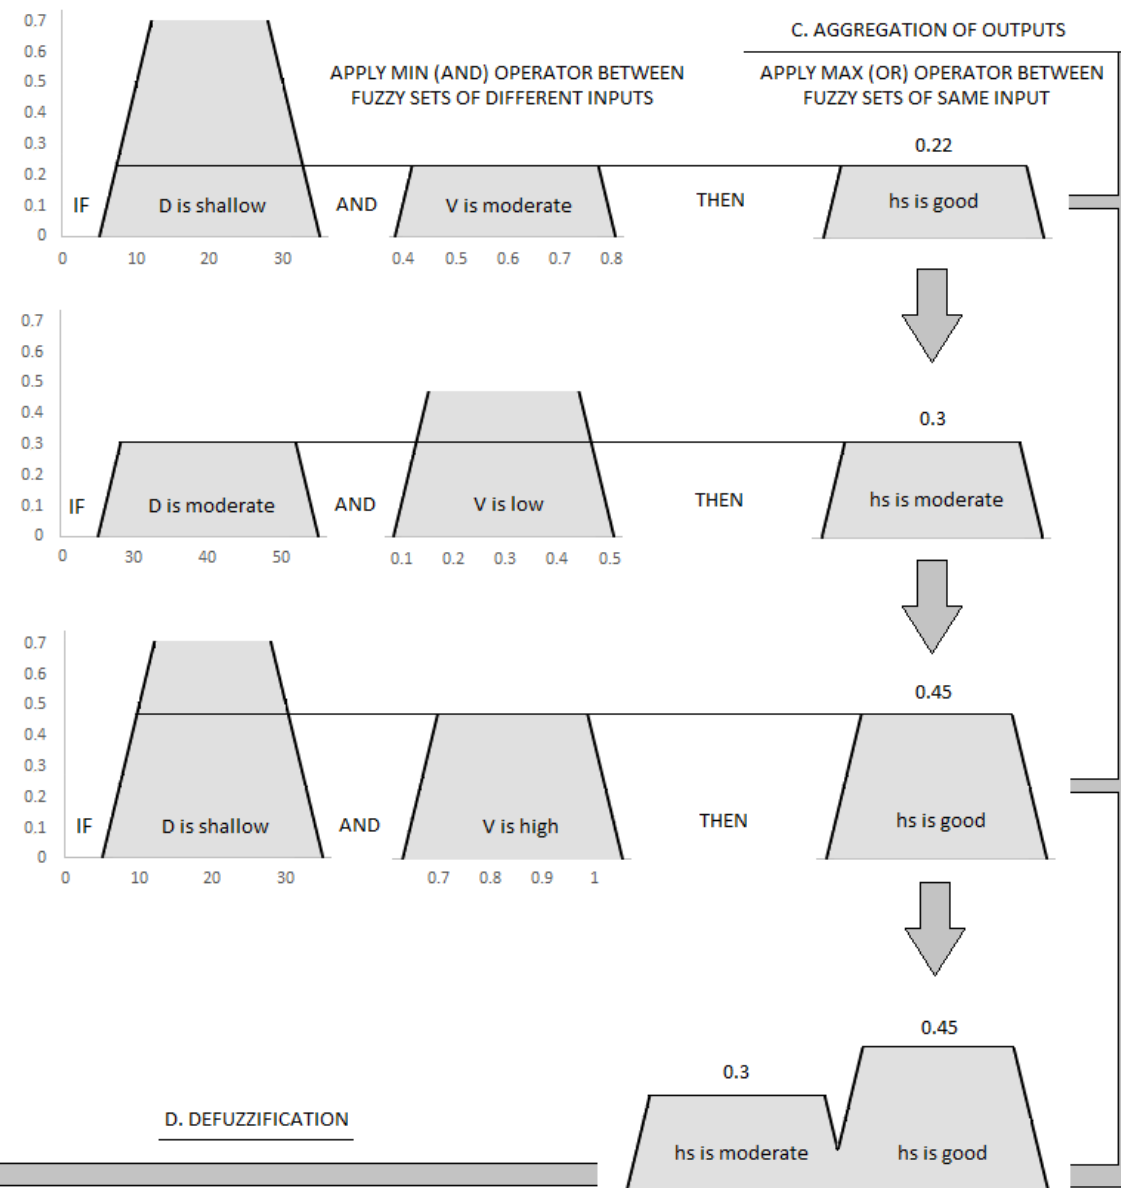 C. AGGREGATION OF OUTPUTS
APPLY MIN (AND) OPERATOR BETWEEN
FUZZY SETS OF DIFFERENT INPUTS
APPLY MAX (OR) OPERATOR BETWEEN
FUZZY SETS OF SAME INPUT
0.7
0.6
0.5
0.4
0.3
0.2
0.1
0
0.22
IF D is shallow AND V is moderate THEN hs is good
0 10 20 30 0.4 0.5 0.6 0.7 0.8
0.7
0.6
0.5
0.4
0.3
0.2
0.1
0
0.3
IF D is moderate AND V is low THEN hs is moderate
0 30 40 50 0.1 0.2 0.3 0.4 0.5
0.7
0.6
0.5
0.4
0.3
0.2
0.1
0
0.45
IF D is shallow AND V is high THEN hs is good
0 10 20 30 0.7 0.8 0.9 1
0.45
0.3
D. DEFUZZIFICATION
hs is moderate hs is good